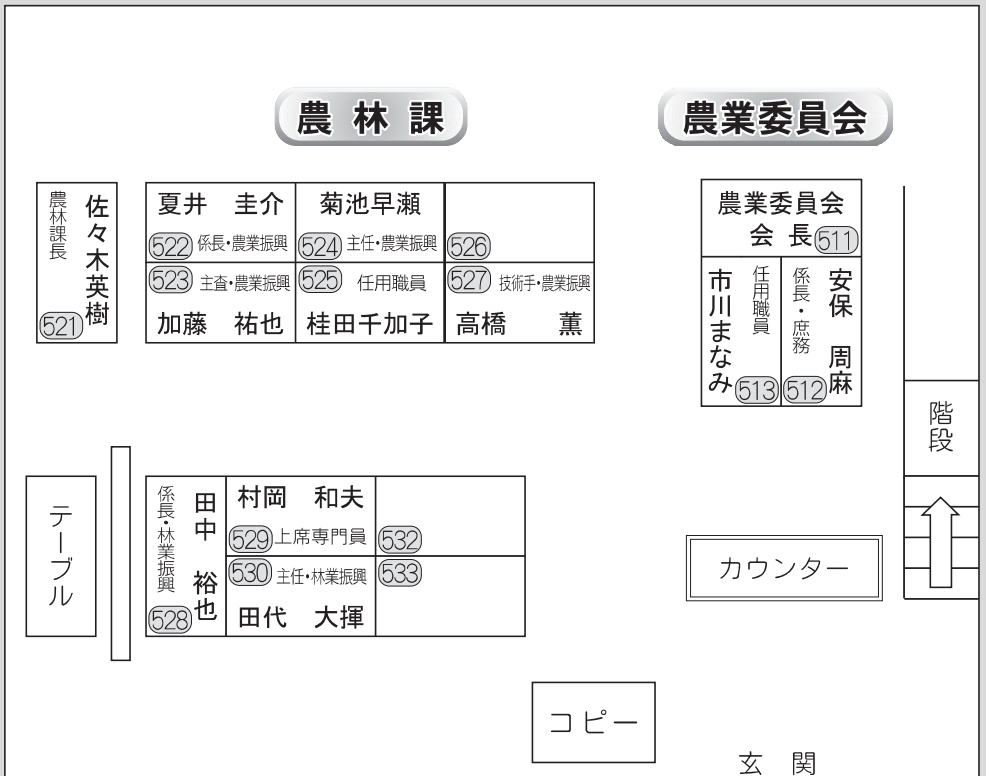 農林課
農業委員会
農林課長
佐々木英樹
521
夏井　圭介
522 係長・農業振興
菊池早瀬
524 主任・農業振興
526
523 主査・農業振興
加藤　祐也
525 任用職員
桂田千加子
527 技術手・農業振興
高橋　薫
農業委員会
会長 511
市川まなみ
任用職員
513
係長・庶務
安保　周麻
512
階段
テーブル
係長・林業振興
田中　裕也
528
村岡　和夫
529 上席専門員
532
530 主任・林業振興
田代　大揮
533
カウンター
コピー
玄関